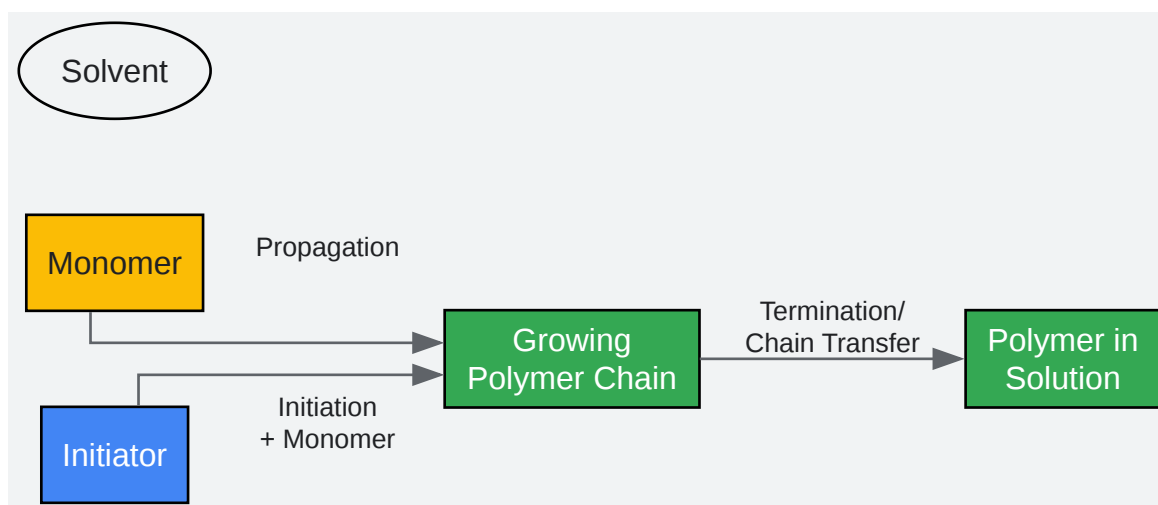 Solvent
Monomer
Propagation
Growing
Polymer Chain
Termination/
Chain Transfer
Polymer in
Solution
Initiation
+ Monomer
Initiator